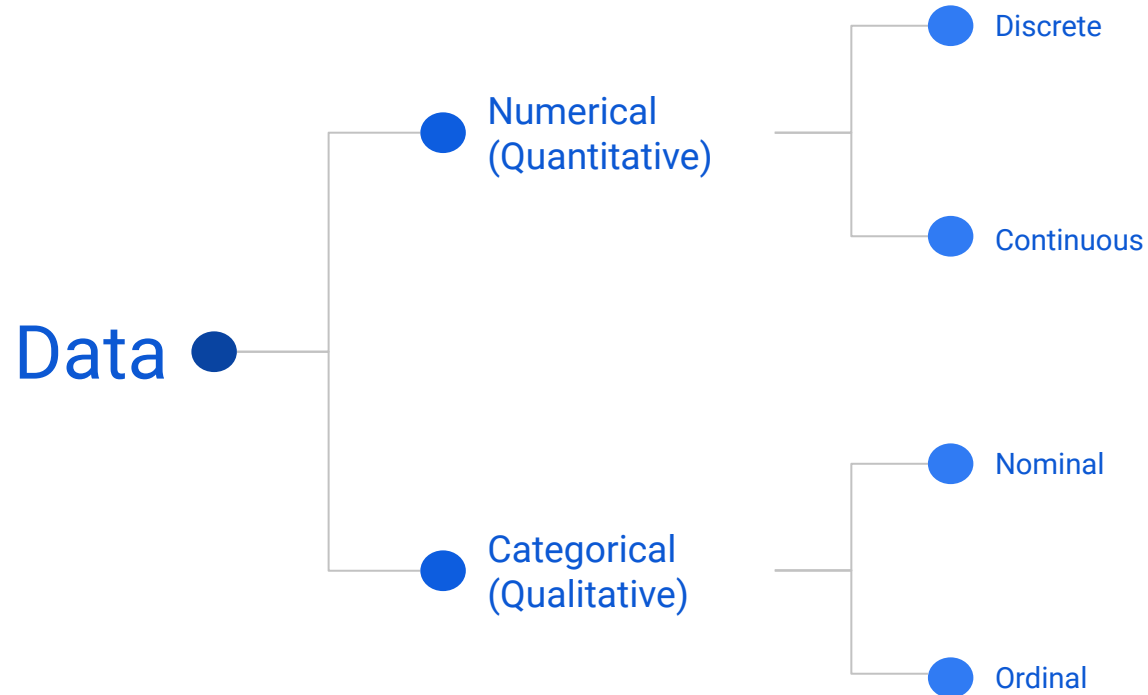 Data
Numerical
(Quantitative)
Discrete
Continuous
Categorical
(Qualitative)
Nominal
Ordinal